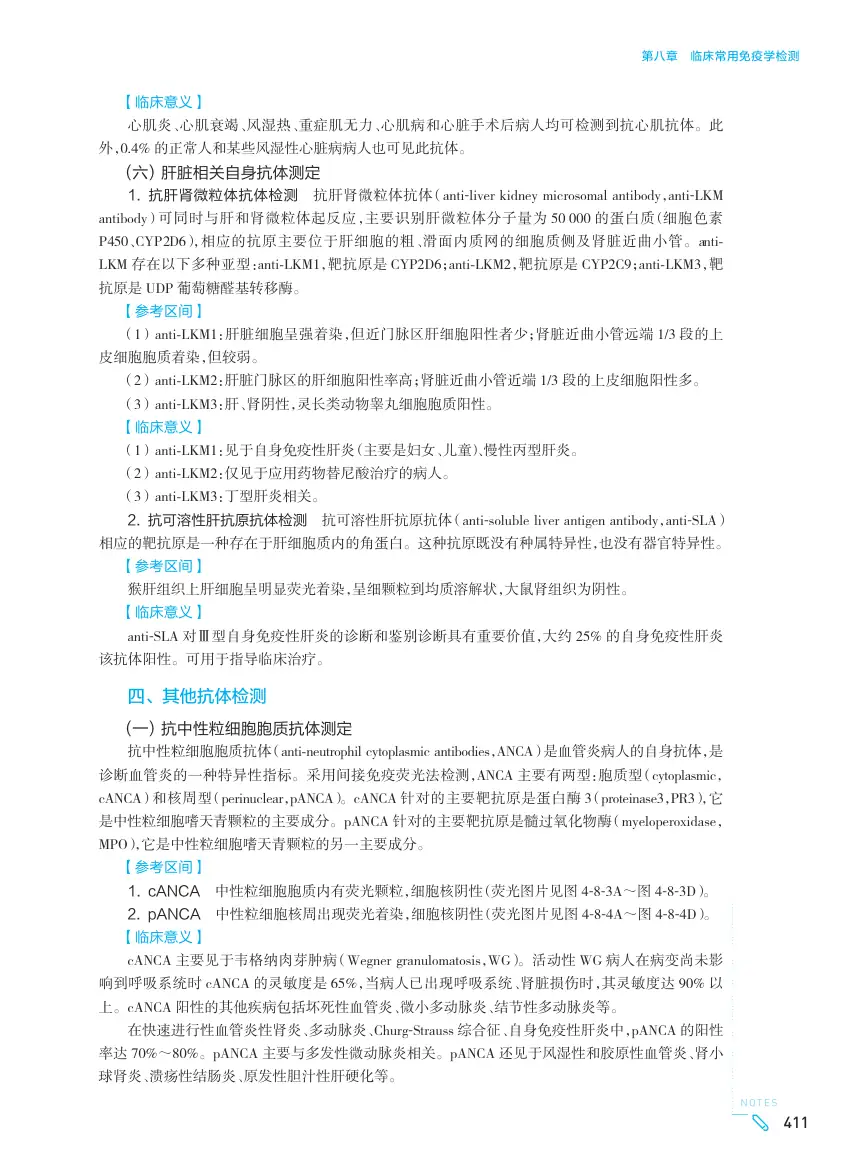 第八章　临床常用免疫学检测
【临床意义】
心肌炎、心肌衰竭、风湿热、重症肌无力、心肌病和心脏手术后病人均可检测到抗心肌抗体。此
外,0.4% 的正常人和某些风湿性心脏病病人也可见此抗体。
（六）肝脏相关自身抗体测定
1. 抗肝肾微粒体抗体检测　抗肝肾微粒体抗体（anti-liver kidney microsomal antibody,anti-LKM
antibody）可同时与肝和肾微粒体起反应,主要识别肝微粒体分子量为 50 000 的蛋白质(细胞色素
P450、CYP2D6),相应的抗原主要位于肝细胞的粗、滑面内质网的细胞质侧及肾脏近曲小管。anti-
LKM 存在以下多种亚型:anti-LKM1,靶抗原是 CYP2D6;anti-LKM2,靶抗原是 CYP2C9;anti-LKM3,靶
抗原是 UDP 葡萄糖醛基转移酶。
【参考区间】
（1）anti-LKM1:肝脏细胞呈强着染,但近门脉区肝细胞阳性者少;肾脏近曲小管远端 1/3 段的上
皮细胞胞质着染,但较弱。
（2）anti-LKM2:肝脏门脉区的肝细胞阳性率高;肾脏近曲小管近端 1/3 段的上皮细胞阳性多。
（3）anti-LKM3:肝、肾阴性,灵长类动物睾丸细胞胞质阳性。
【临床意义】
（1）anti-LKM1:见于自身免疫性肝炎(主要是妇女、儿童)、慢性丙型肝炎。
（2）anti-LKM2:仅见于应用药物替尼酸治疗的病人。
（3）anti-LKM3:丁型肝炎相关。
2. 抗可溶性肝抗原抗体检测　抗可溶性肝抗原抗体（anti-soluble liver antigen antibody,anti-SLA）
相应的靶抗原是一种存在于肝细胞质内的角蛋白。这种抗原既没有种属特异性,也没有器官特异性。
【参考区间】
猴肝组织上肝细胞呈明显荧光着染,呈细颗粒到均质溶解状,大鼠肾组织为阴性。
【临床意义】
anti-SLA 对Ⅲ型自身免疫性肝炎的诊断和鉴别诊断具有重要价值,大约 25% 的自身免疫性肝炎
该抗体阳性。可用于指导临床治疗。
四、其他抗体检测
（一）抗中性粒细胞胞质抗体测定
抗中性粒细胞胞质抗体（anti-neutrophil cytoplasmic antibodies,ANCA）是血管炎病人的自身抗体,是
诊断血管炎的一种特异性指标。采用间接免疫荧光法检测,ANCA 主要有两型:胞质型（cytoplasmic,
cANCA）和核周型（perinuclear,pANCA）。cANCA 针对的主要靶抗原是蛋白酶 3（proteinase3,PR3）,它
是中性粒细胞嗜天青颗粒的主要成分。pANCA 针对的主要靶抗原是髓过氧化物酶（myeloperoxidase,
MPO）,它是中性粒细胞嗜天青颗粒的另一主要成分。
【参考区间】
1. cANCA　中性粒细胞胞质内有荧光颗粒,细胞核阴性(荧光图片见图 4-8-3A～图 4-8-3D）。
2. pANCA　中性粒细胞核周出现荧光着染,细胞核阴性(荧光图片见图 4-8-4A～图 4-8-4D）。
【临床意义】
cANCA 主要见于韦格纳肉芽肿病（Wegner granulomatosis,WG）。活动性 WG 病人在病变尚未影
响到呼吸系统时 cANCA 的灵敏度是 65%,当病人已出现呼吸系统、肾脏损伤时,其灵敏度达 90% 以
上。cANCA 阳性的其他疾病包括坏死性血管炎、微小多动脉炎、结节性多动脉炎等。
在快速进行性血管炎性肾炎、多动脉炎、Churg-Strauss 综合征、自身免疫性肝炎中,pANCA 的阳性
率达 70%～80%。pANCA 主要与多发性微动脉炎相关。pANCA 还见于风湿性和胶原性血管炎、肾小
球肾炎、溃疡性结肠炎、原发性胆汁性肝硬化等。
NOTES
411